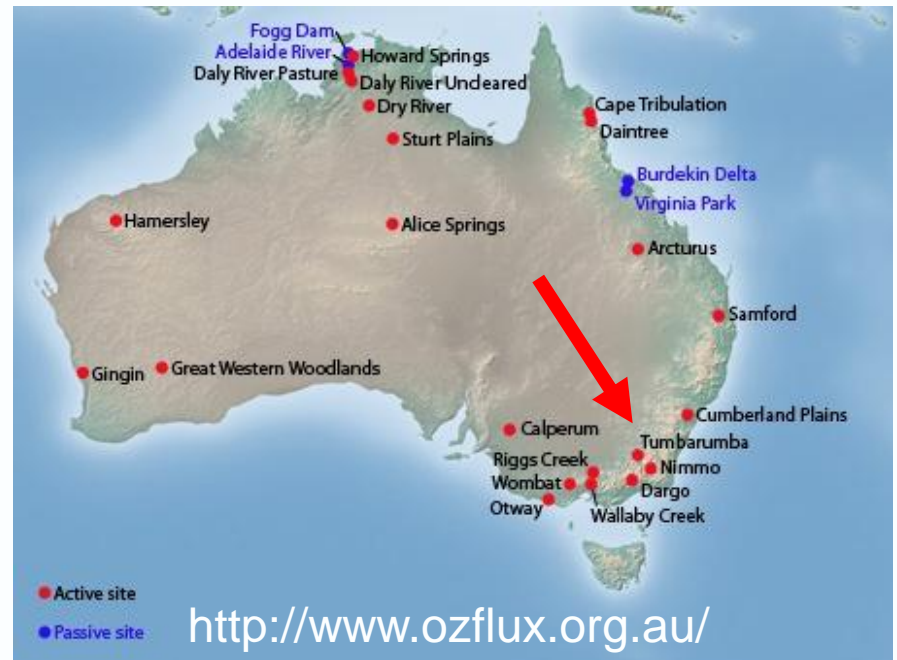 Fogg Dam
Adelaide River
Howard Springs
Daly River Pasture
Daly River Uncleared
Dry River
Cape Tribulation
Daintree
Sturt Plains
Burdekin Delta
Virginia Park
Hamersley
Alice Springs
Arcturus
Samford
Gingin
Great Western Woodlands
Cumberland Plains
Calperum
Tumbarumba
Riggs Creek
Nimmo
Wombat
Dargo
Otway
Wallaby Creek
Active site
Passive site
http://www.ozflux.org.au/